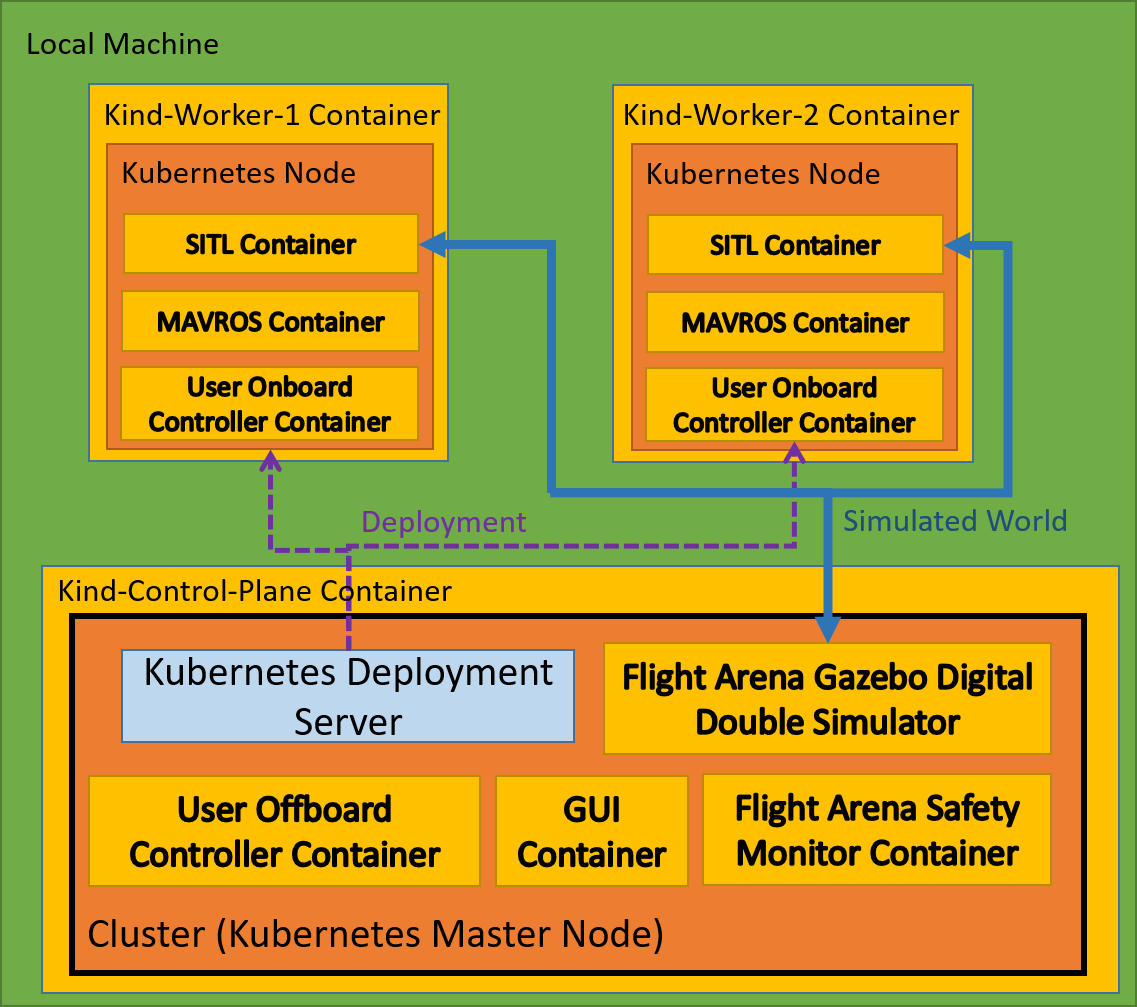 Local Machine
Kind-Worker-1 Container
Kubernetes Node
SITL Container
MAVROS Container
User Onboard
Controller Container
Kind-Worker-2 Container
Kubernetes Node
SITL Container
MAVROS Container
User Onboard
Controller Container
Deployment
Simulated World
Kind-Control-Plane Container
Kubernetes Deployment
Server
Flight Arena Gazebo Digital
Double Simulator
User Offboard
Controller Container
GUI
Container
Flight Arena Safety
Monitor Container
Cluster (Kubernetes Master Node)